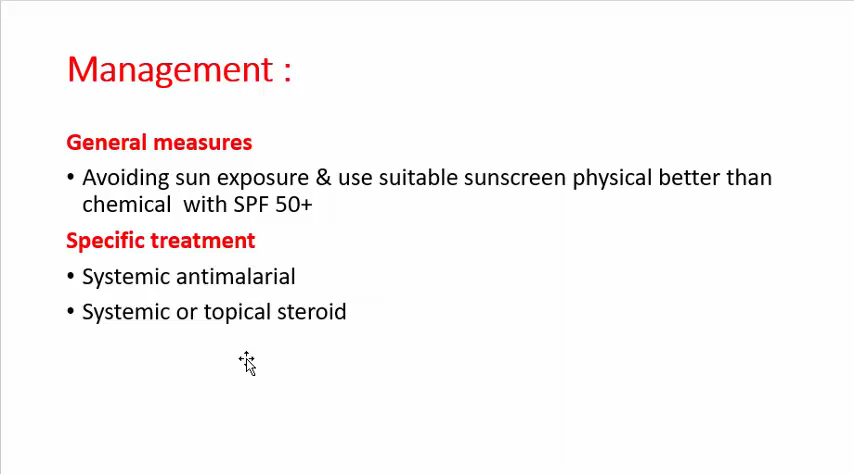 Management :
General measures
• Avoiding sun exposure & use suitable sunscreen physical better than
chemical  with SPF 50+
Specific treatment
• Systemic antimalarial
• Systemic or topical steroid